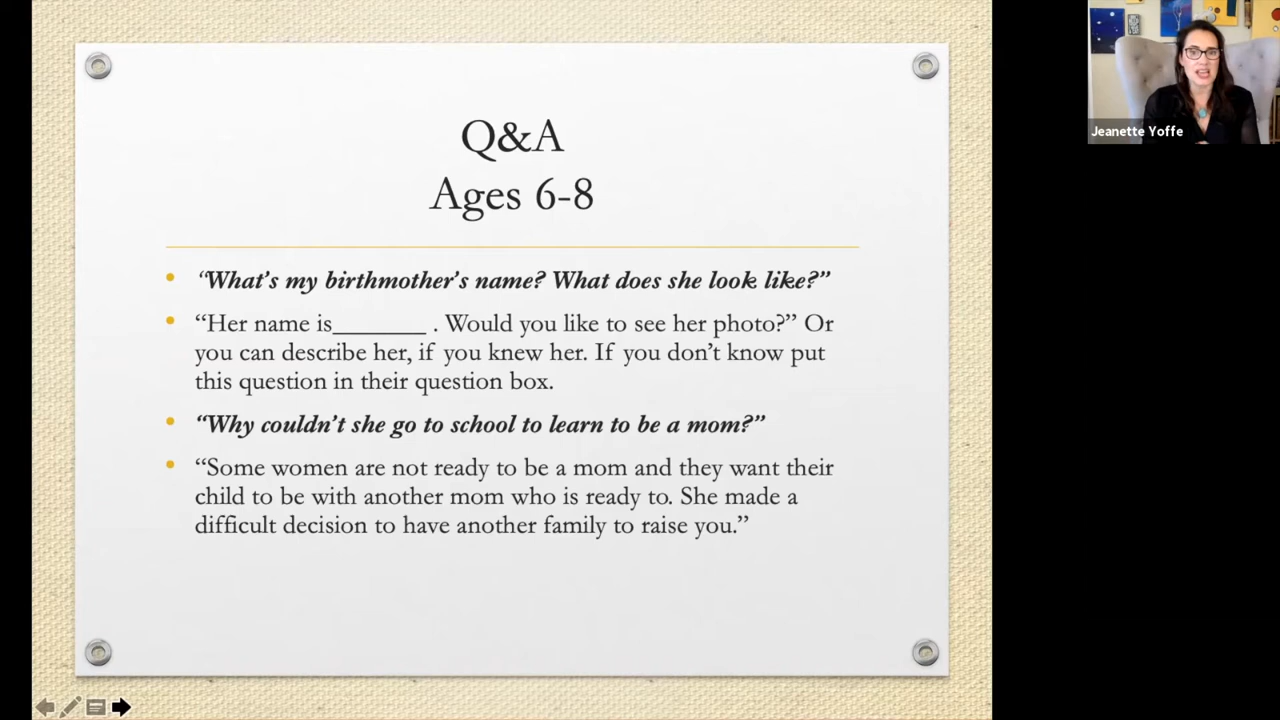 Q&A
Ages 6-8
“What’s my birthmother’s name? What does she look like?”
“Her name is_______ . Would you like to see her photo?” Or
you can describe her, if you knew her. If you don’t know put
this question in their question box.
“Why couldn’t she go to school to learn to be a mom?”
“Some women are not ready to be a mom and they want their
child to be with another mom who is ready to. She made a
difficult decision to have another family to raise you.”
Jeanette Yoffe